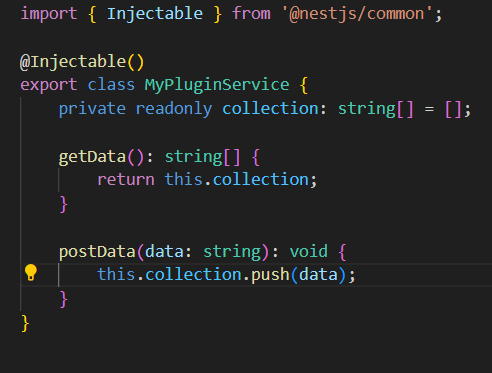 import { Injectable } from '@nestjs/common';
@Injectable()
export class MyPluginService {
private readonly collection: string[] = [];
getData(): string[] {
return this.collection;
}
postData(data: string): void {
this.collection.push(data);
}
}